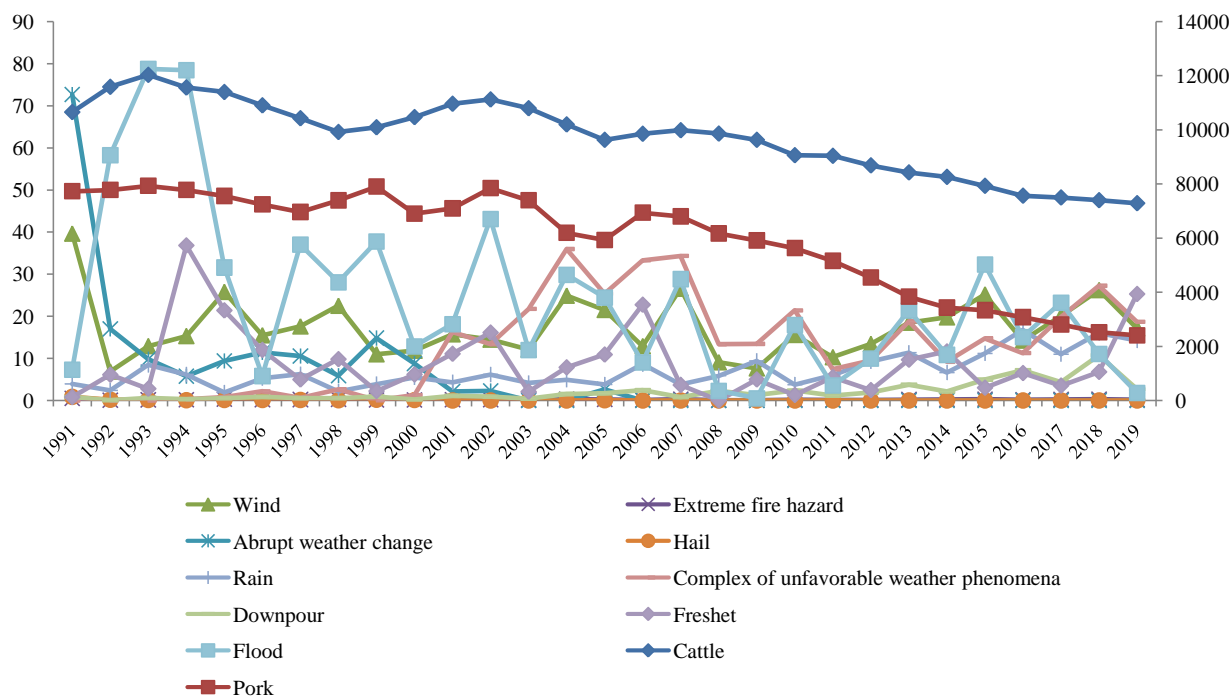 90
80
70
60
50
40
30
20
10
0
14000
12000
10000
8000
6000
4000
2000
0
1991 1992 1993 1994 1995 1996 1997 1998 1999 2000 2001 2002 2003 2004 2005 2006 2007 2008 2009 2010 2011 2012 2013 2014 2015 2016 2017 2018 2019
Wind Extreme fire hazard
Abrupt weather change Hail
Rain Complex of unfavorable weather phenomena
Downpour Freshet
Flood Cattle
Pork